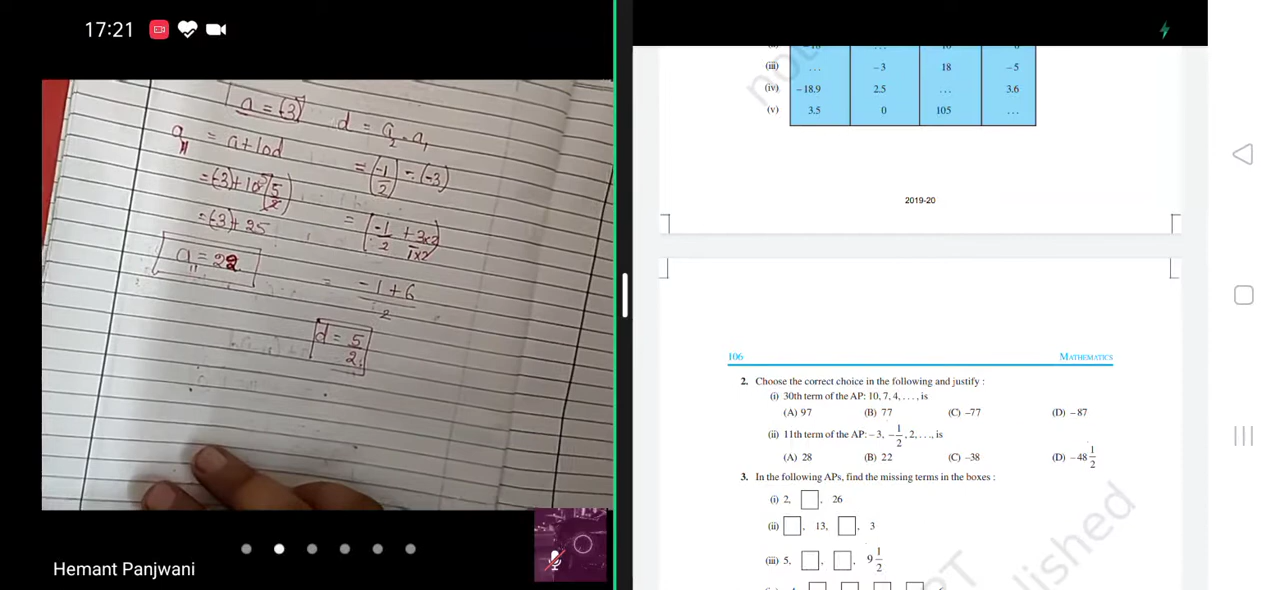 17:21
a = (-3)
d = a₂ - a₁
a₁₁ = a+10d
= (-1/2) - (-3)
= (-3) + 10 (5/2)
= (-1/2 + 3×2/1×2)
= (-3) + 25
a₁₁ = 22
= -1+6/2
d = 5/2
Hemant Panjwani
(iii) ... -3 18 -5
(iv) -18.9 2.5 ... 3.6
(v) 3.5 0 105 ...
2019-20
106 MATHEMATICS
2. Choose the correct choice in the following and justify :
(i) 30th term of the AP: 10, 7, 4, . . . , is
(A) 97 (B) 77 (C) –77 (D) – 87
(ii) 11th term of the AP: – 3, -1/2, 2, . . ., is
(A) 28 (B) 22 (C) –38 (D) – 48 1/2
3. In the following APs, find the missing terms in the boxes :
(i) 2, □, 26
(ii) □, 13, □, 3
(iii) 5, □, □, 9 1/2